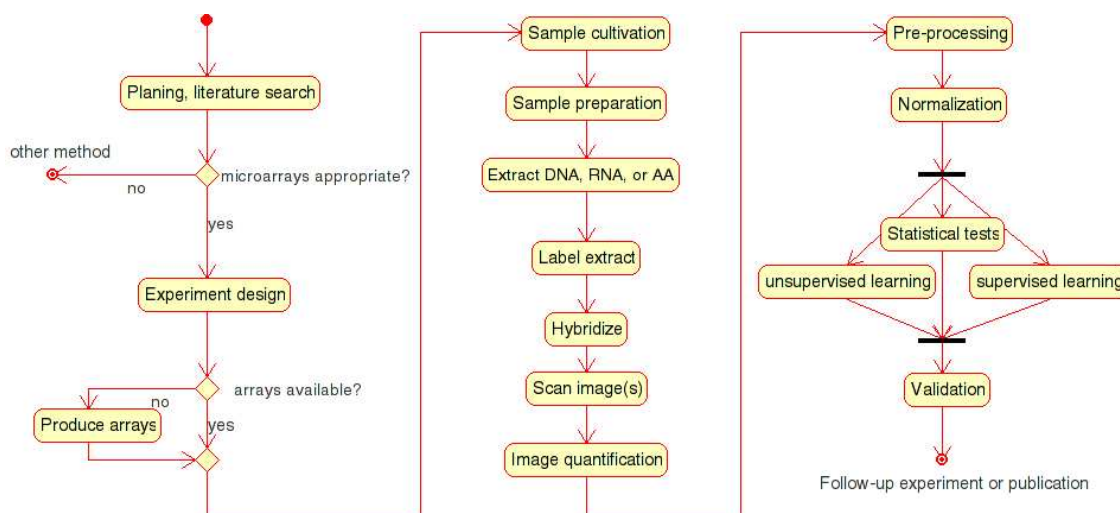 Planing, literature search
other method
no
microarrays appropriate?
yes
Experiment design
arrays available?
no
Produce arrays
yes
Sample cultivation
Sample preparation
Extract DNA, RNA, or AA
Label extract
Hybridize
Scan image(s)
Image quantification
Pre-processing
Normalization
Statistical tests
unsupervised learning
supervised learning
Validation
Follow-up experiment or publication